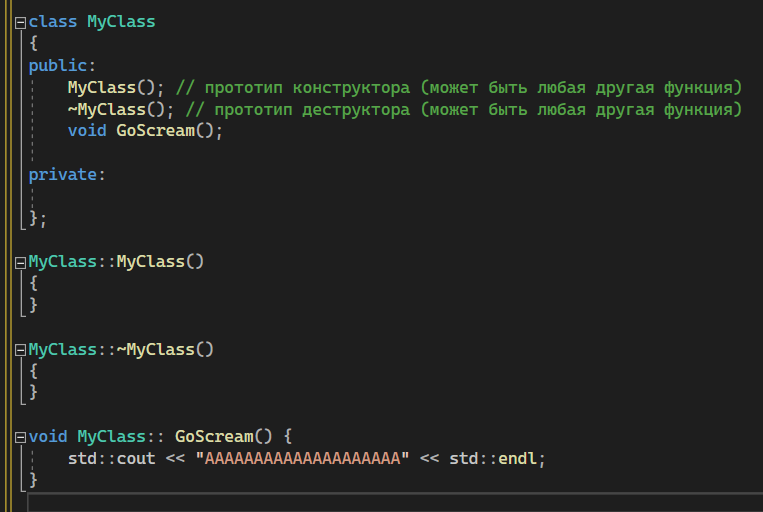 class MyClass
{
public:
    MyClass(); // прототип конструктора (может быть любая другая функция)
    ~MyClass(); // прототип деструктора (может быть любая другая функция)
    void GoScream();
private:
};
MyClass::MyClass()
{
}
MyClass::~MyClass()
{
}
void MyClass:: GoScream() {
    std::cout << "AAAAAAAAAAAAAAAAAAAA" << std::endl;
}